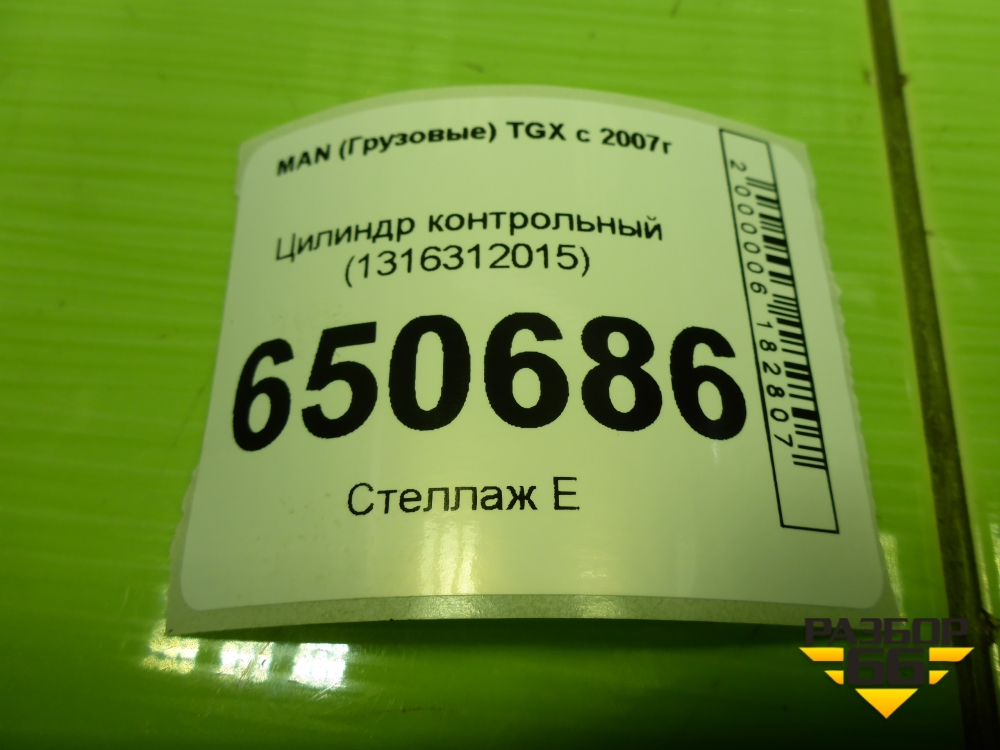 MAN (Грузовые) TGX с 2007г
Цилиндр контрольный
(1316312015)
650686
Стеллаж E
2000006182807
РАЗБОР
66